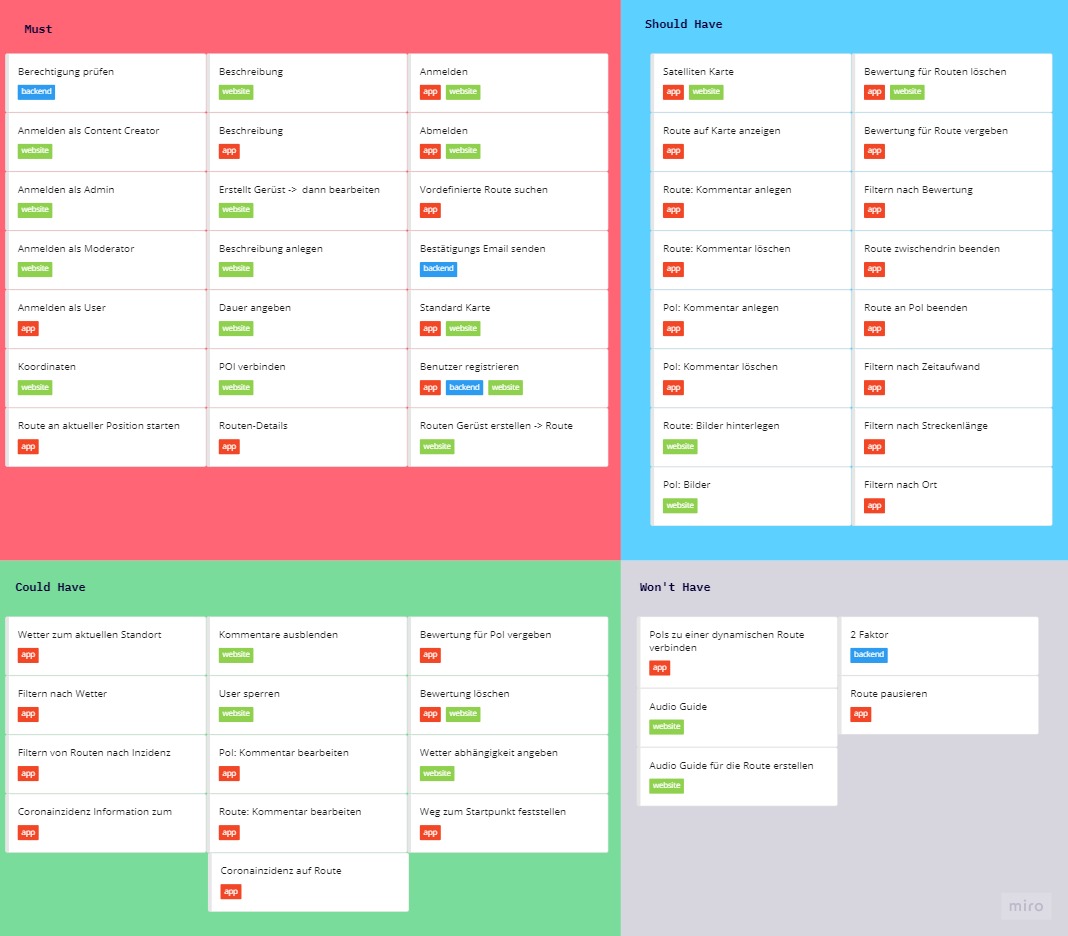 Must
Berechtigung prüfen
backend
Anmelden als Content Creator
website
Anmelden als Admin
website
Anmelden als Moderator
website
Anmelden als User
app
Koordinaten
website
Route an aktueller Position starten
app
Beschreibung
website
Beschreibung
app
Erstellt Gerüst -> dann bearbeiten
website
Beschreibung anlegen
website
Dauer angeben
website
POI verbinden
website
Routen-Details
app
Anmelden
app website
Abmelden
app website
Vordefinierte Route suchen
app
Bestätigungs Email senden
backend
Standard Karte
app website
Benutzer registrieren
app backend website
Routen Gerüst erstellen -> Route
website
Should Have
Satelliten Karte
app website
Route auf Karte anzeigen
app
Route: Kommentar anlegen
app
Route: Kommentar löschen
app
PoI: Kommentar anlegen
app
PoI: Kommentar löschen
app
Route: Bilder hinterlegen
website
PoI: Bilder
website
Bewertung für Routen löschen
app website
Bewertung für Route vergeben
app
Filtern nach Bewertung
app
Route zwischendrin beenden
app
Route an PoI beenden
app
Filtern nach Zeitaufwand
app
Filtern nach Streckenlänge
app
Filtern nach Ort
app
Could Have
Wetter zum aktuellen Standort
app
Filtern nach Wetter
app
Filtern von Routen nach Inzidenz
app
Coronainzidenz Information zum
app
Kommentare ausblenden
website
User sperren
website
PoI: Kommentar bearbeiten
app
Route: Kommentar bearbeiten
app
Coronainzidenz auf Route
app
Bewertung für PoI vergeben
app
Bewertung löschen
app website
Wetter abhängigkeit angeben
website
Weg zum Startpunkt feststellen
app
Won't Have
PoIs zu einer dynamischen Route
verbinden
app
Audio Guide
website
Audio Guide für die Route erstellen
website
2 Faktor
backend
Route pausieren
app
miro